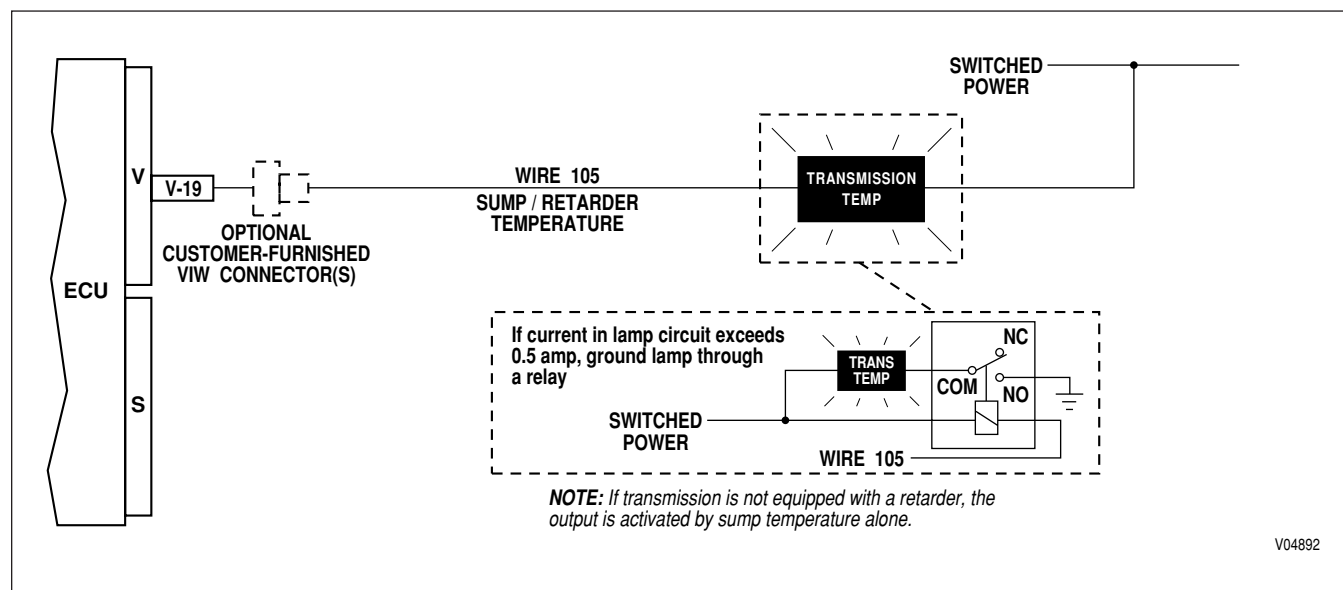 SWITCHED
POWER
V
V-19
WIRE 105
SUMP / RETARDER
TEMPERATURE
TRANSMISSION
TEMP
OPTIONAL
CUSTOMER-FURNISHED
VIW CONNECTOR(S)
ECU
S
If current in lamp circuit exceeds
0.5 amp, ground lamp through
a relay
TRANS
TEMP
NC
COM
NO
SWITCHED
POWER
WIRE 105
NOTE: If transmission is not equipped with a retarder, the
output is activated by sump temperature alone.
V04892